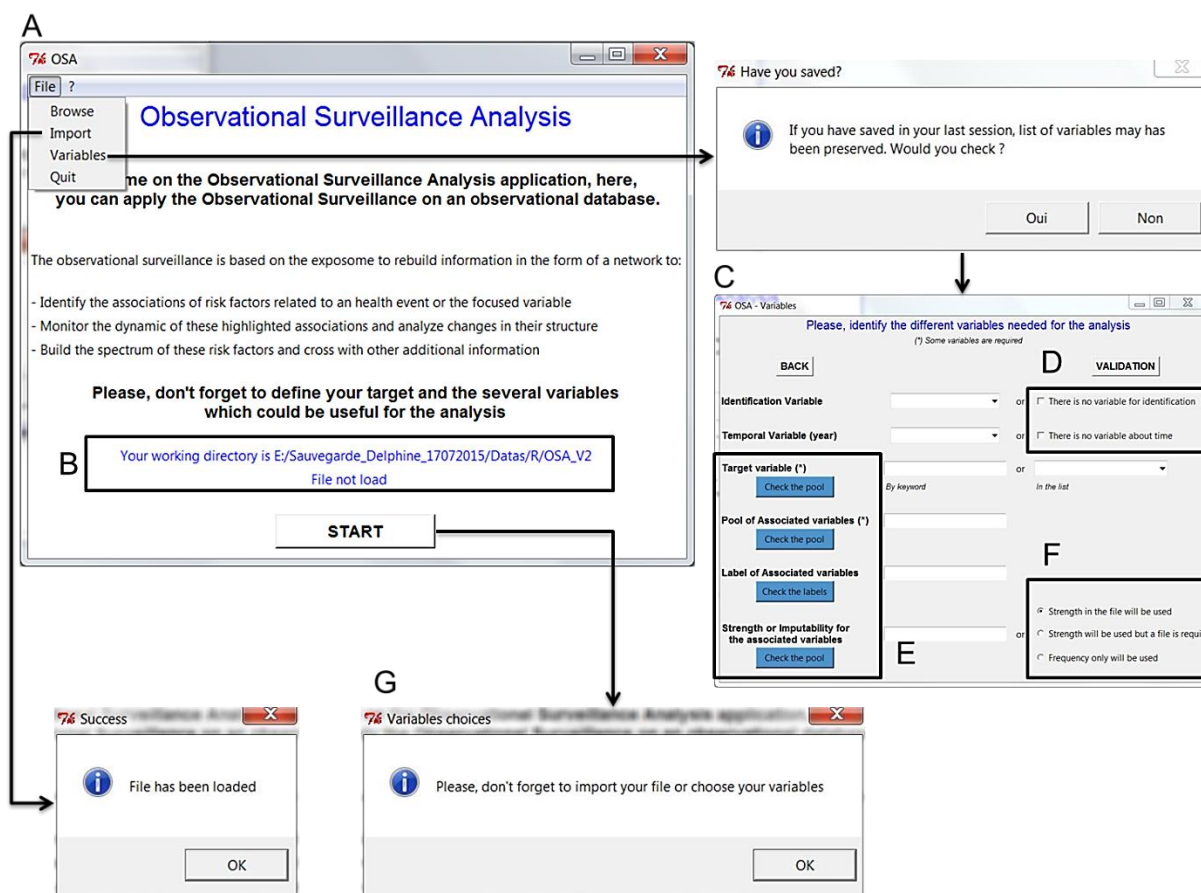 A
OSA
File ?
Browse
Import
Variables
Quit
Observational Surveillance Analysis
me on the Observational Surveillance Analysis application, here,
you can apply the Observational Surveillance on an observational database.
The observational surveillance is based on the exposome to rebuild information in the form of a network to:
- Identify the associations of risk factors related to an health event or the focused variable
- Monitor the dynamic of these highlighted associations and analyze changes in their structure
- Build the spectrum of these risk factors and cross with other additional information
Please, don't forget to define your target and the several variables
which could be useful for the analysis
B
Your working directory is E:/Sauvegarde_Delphine_17072015/Datas/R/OSA_V2
File not load
START
Have you saved?
If you have saved in your last session, list of variables may has
been preserved. Would you check ?
Oui Non
C
OSA - Variables
Please, identify the different variables needed for the analysis
(*) Some variables are required
BACK D VALIDATION
Identification Variable or There is no variable for identification
Temporal Variable (year) or There is no variable about time
Target variable (*) or
Check the pool By keyword In the list
Pool of Associated variables (*)
Check the pool
F
Label of Associated variables
Check the labels
Strength in the file will be used
Strength or Imputability for
the associated variables or Strength will be used but a file is requi
Check the pool E Frequency only will be used
Success
File has been loaded
OK
G
Variables choices
Please, don't forget to import your file or choose your variables
OK